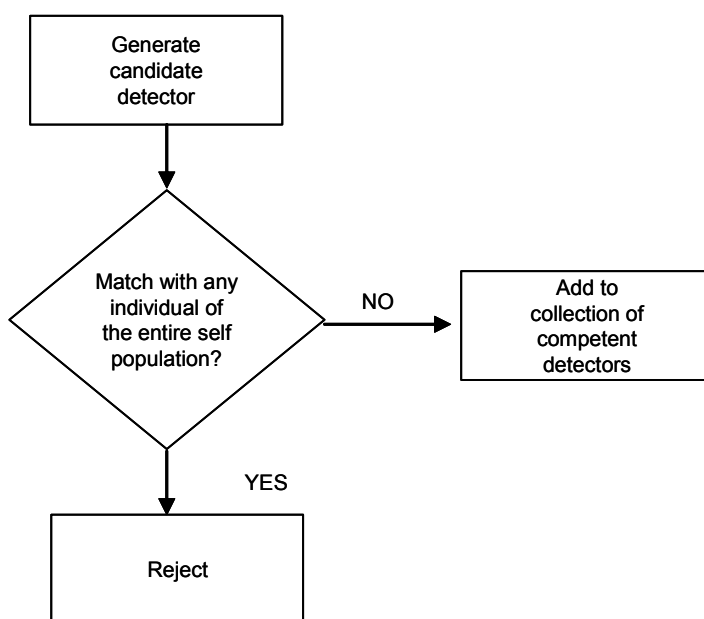 Generate
candidate
detector
Match with any
individual of
the entire self
population?
NO
Add to
collection of
competent
detectors
YES
Reject